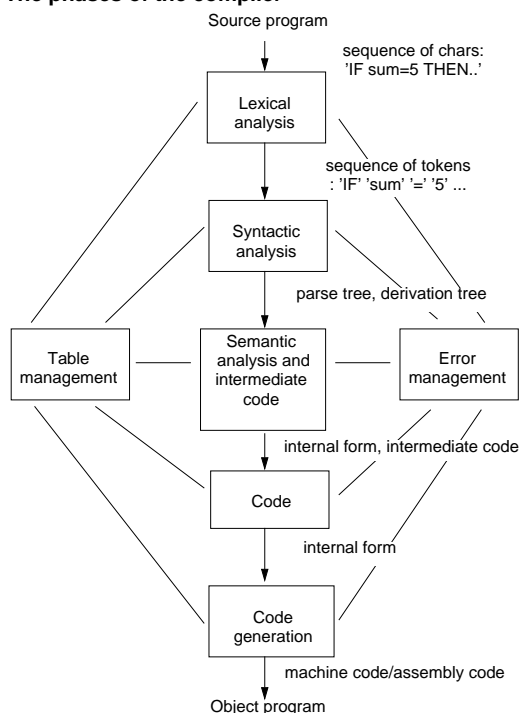 The phases of the compiler
Source program
sequence of chars:
'IF sum=5 THEN..'
Lexical
analysis
sequence of tokens
: 'IF' 'sum' '=' '5' ...
Syntactic
analysis
parse tree, derivation tree
Table
management
Semantic
analysis and
intermediate
code
Error
management
internal form, intermediate code
Code
internal form
Code
generation
machine code/assembly code
Object program